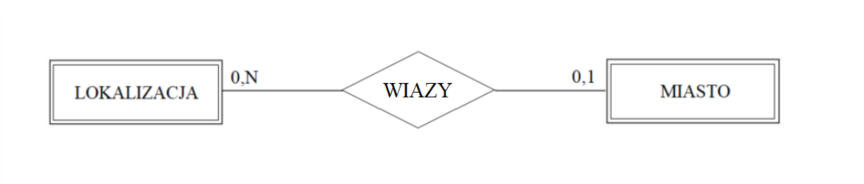 LOKALIZACJA
0,N
WIAZY
0,1
MIASTO